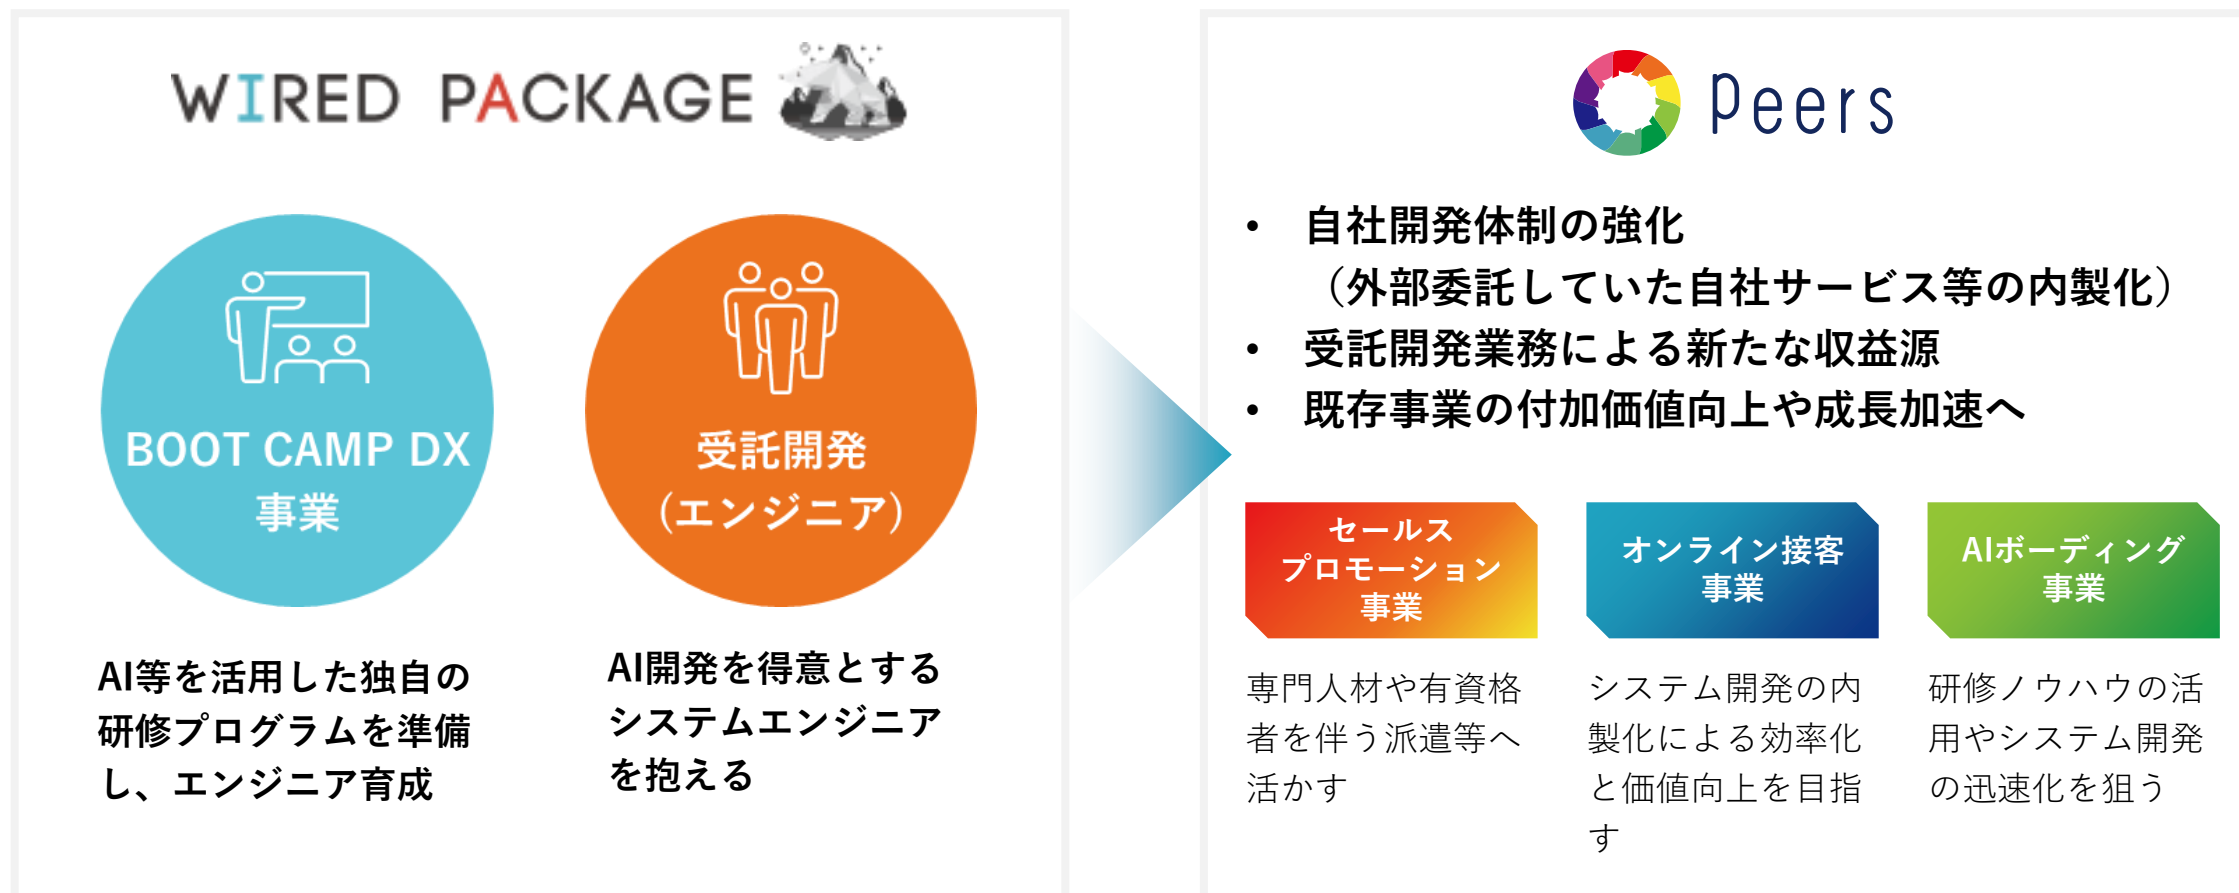 WIRED PACKAGE
BOOT CAMP DX
事業
受託開発
(エンジニア)
AI等を活用した独自の
研修プログラムを準備
し、エンジニア育成
AI開発を得意とする
システムエンジニア
を抱える
Peers
• 自社開発体制の強化
（外部委託していた自社サービス等の内製化）
• 受託開発業務による新たな収益源
• 既存事業の付加価値向上や成長加速へ
セールス
プロモーション
事業
専門人材や有資格
者を伴う派遣等へ
活かす
オンライン接客
事業
システム開発の内
製化による効率化
と価値向上を目指
す
AIボーディング
事業
研修ノウハウの活
用やシステム開発
の迅速化を狙う